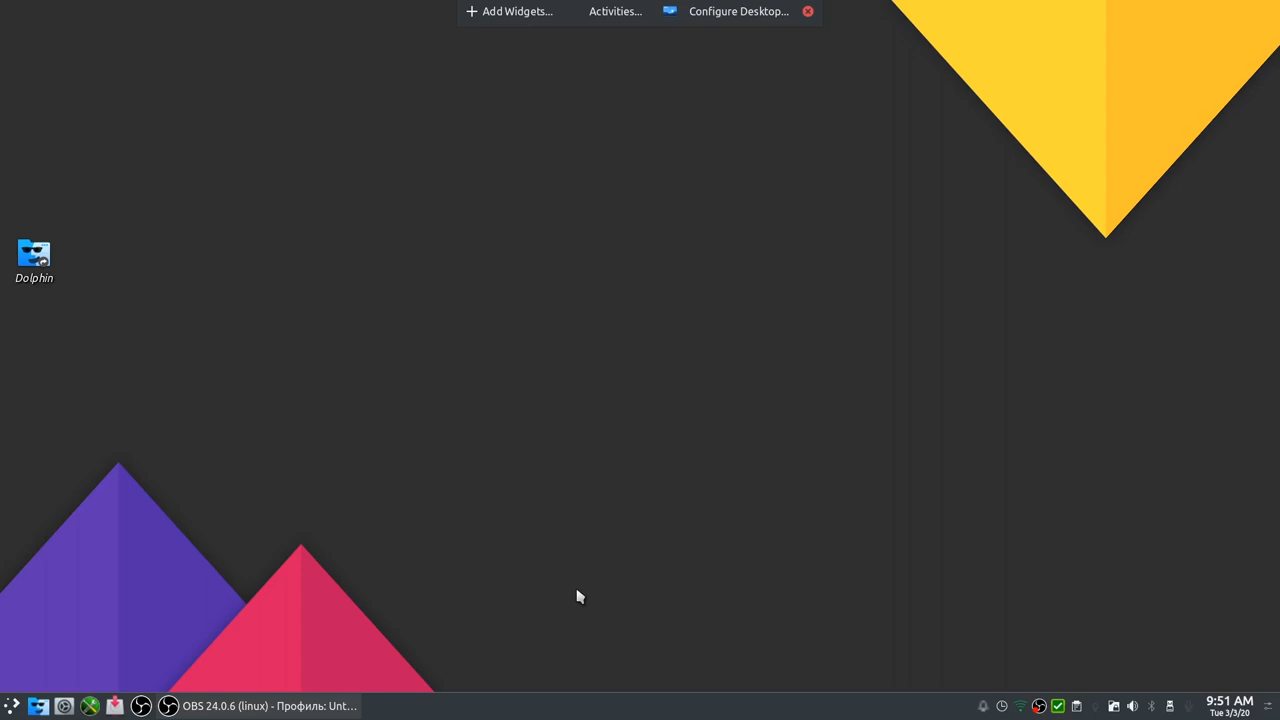 Add Widgets...
Activities...
Configure Desktop...
Dolphin
OBS 24.0.6 (linux) - Профиль: Unt...
9:51 AM
Tue 3/3/20